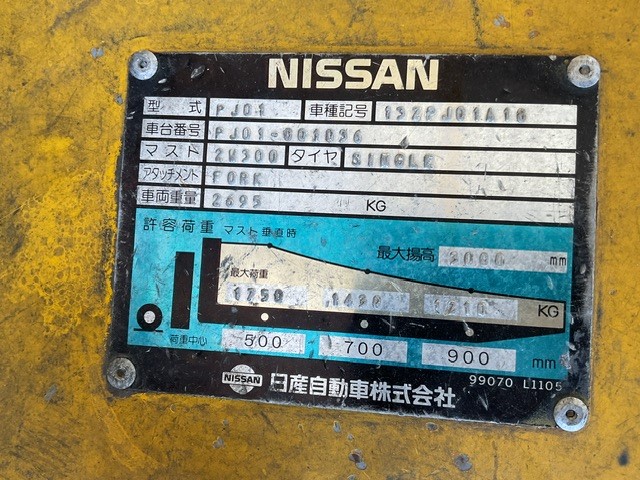 NISSAN
型式 PJ01 車種記号 132PJ01A10
車台番号 PJ01-001036
マスト 2W300 タイヤ SINGLE
アタッチメント FORK
車両重量 2695 KG
許容荷重 マスト垂直時
最大揚高 3000 mm
最大荷重
1750 1430 1210 KG
荷重中心 500 700 900 mm
NISSAN 日産自動車株式会社 99070 L1105